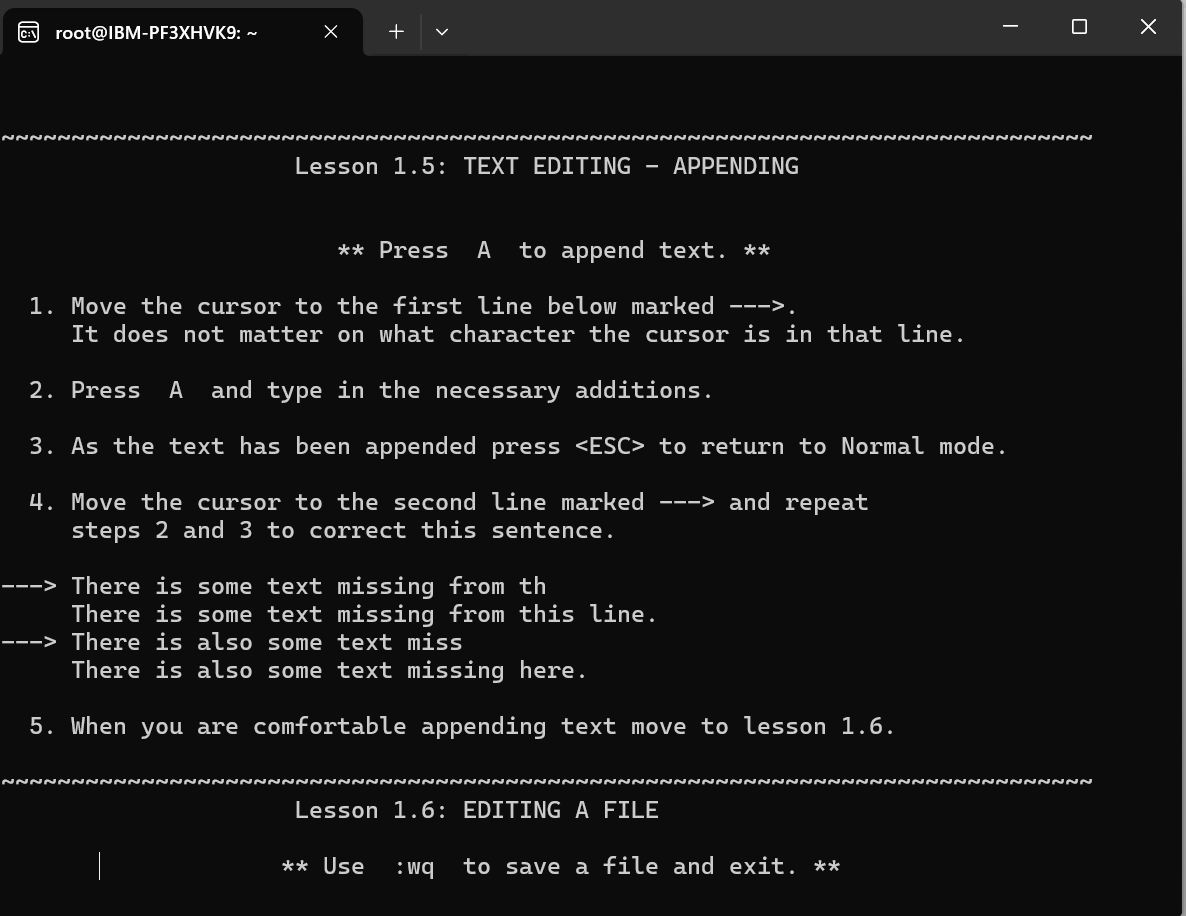 root@IBM-PF3XHVK9: ~
~~~~~~~~~~~~~~~~~~~~~~~~~~~~~~~~~~~~~~~~~~~~~~~~~~~~~~~~~~~~~~~~~~~~~~~~~~~~~~
                     Lesson 1.5: TEXT EDITING - APPENDING
                        ** Press  A  to append text. **
  1. Move the cursor to the first line below marked --->.
     It does not matter on what character the cursor is in that line.
  2. Press  A  and type in the necessary additions.
  3. As the text has been appended press <ESC> to return to Normal mode.
  4. Move the cursor to the second line marked ---> and repeat
     steps 2 and 3 to correct this sentence.
---> There is some text missing from th
     There is some text missing from this line.
---> There is also some text miss
     There is also some text missing here.
  5. When you are comfortable appending text move to lesson 1.6.
~~~~~~~~~~~~~~~~~~~~~~~~~~~~~~~~~~~~~~~~~~~~~~~~~~~~~~~~~~~~~~~~~~~~~~~~~~~~~~
                     Lesson 1.6: EDITING A FILE
                    ** Use  :wq  to save a file and exit. **